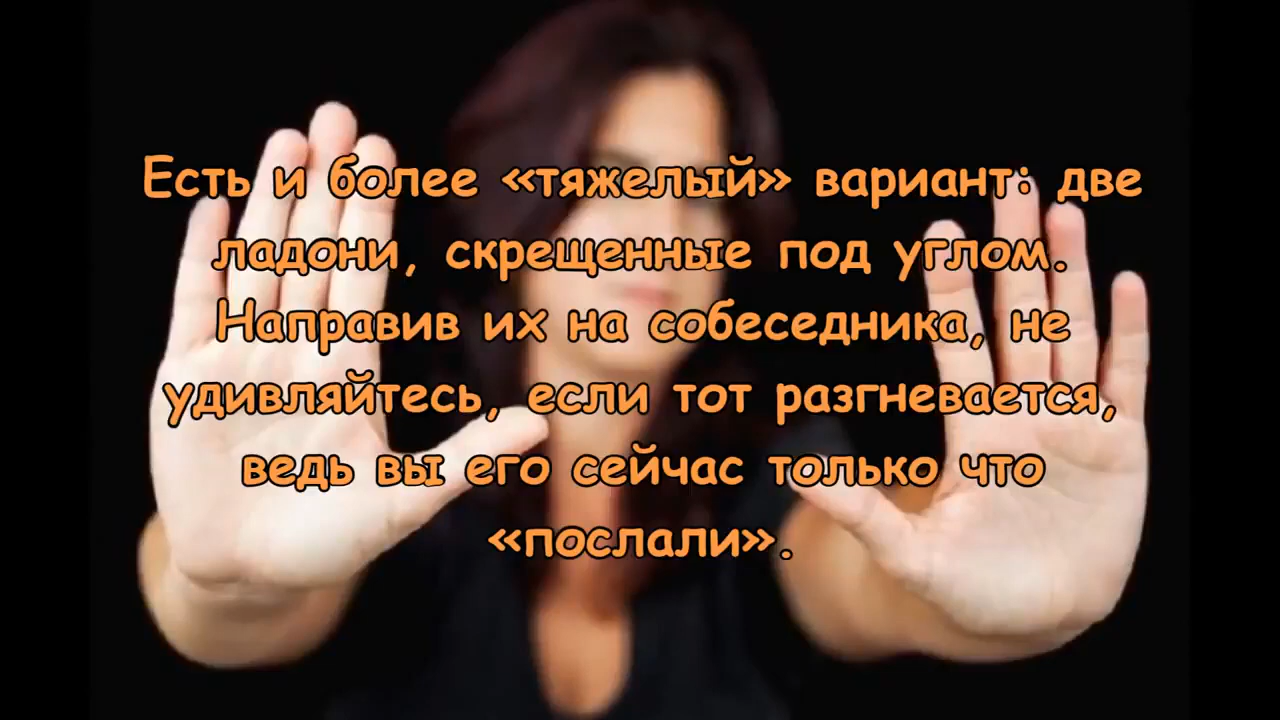 Есть и более «тяжелый» вариант: две
ладони, скрещенные под углом.
Направив их на собеседника, не
удивляйтесь, если тот разгневается,
ведь вы его сейчас только что
«послали».